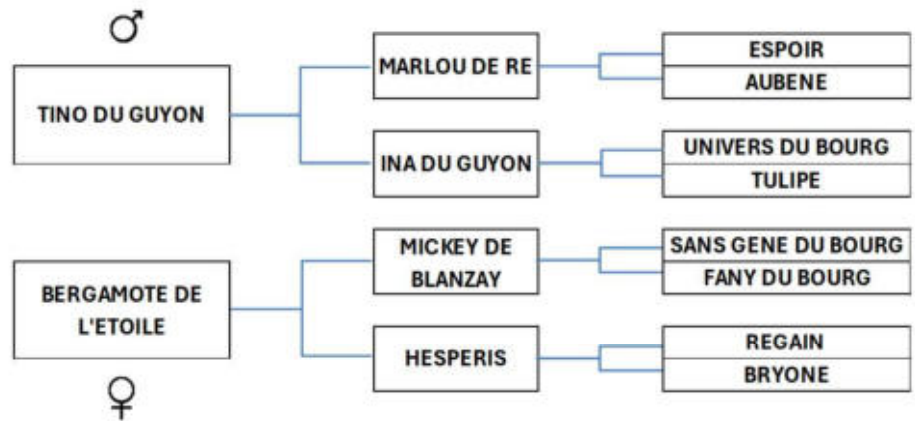 TINO DU GUYON
MARLOU DE RE
ESPOIR
AUBENE
INA DU GUYON
UNIVERS DU BOURG
TULIPE
BERGAMOTE DE
L'ETOILE
MICKEY DE
BLANZAY
SANS GENE DU BOURG
FANY DU BOURG
HESPERIS
REGAIN
BRYONE